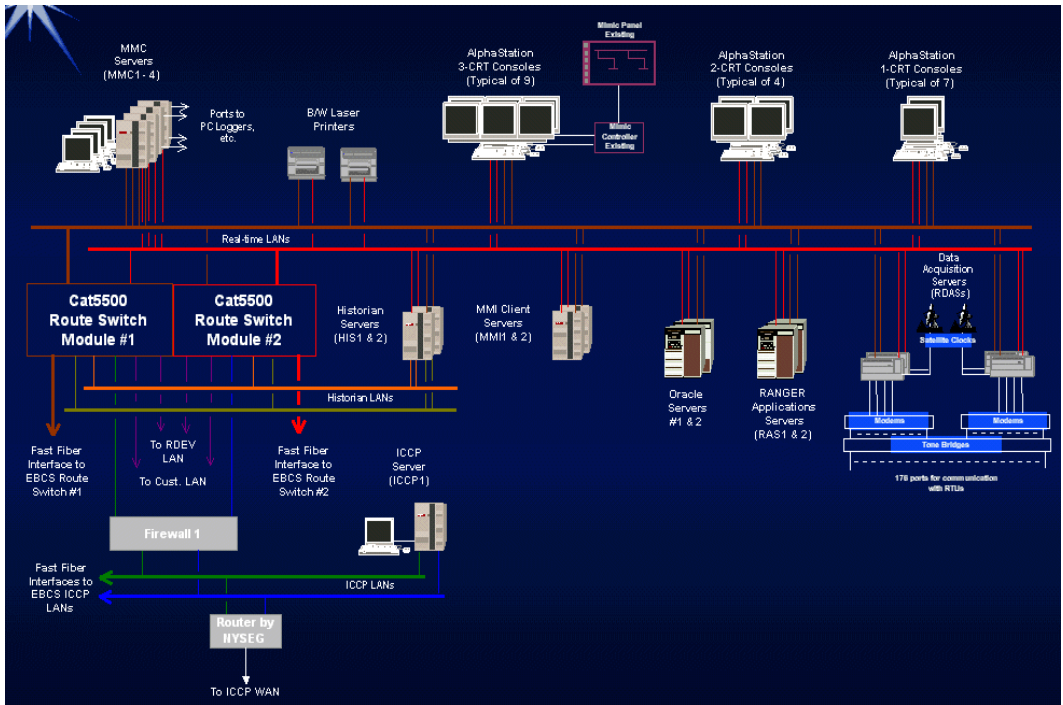 MMC
Servers
(MMC1 - 4)
Ports to
PC Loggers,
etc.
B/W Laser
Printers
AlphaStation
3-CRT Consoles
(Typical of 9)
Mimic Panel
Existing
Mimic
Controller
Existing
AlphaStation
2-CRT Consoles
(Typical of 4)
AlphaStation
1-CRT Consoles
(Typical of 7)
Real-time LANs
Cat5500
Route Switch
Module #1
Cat5500
Route Switch
Module #2
Historian
Servers
(HIS1 & 2)
MMI Client
Servers
(MMI1 & 2)
Data
Acquisition
Servers
(RDASs)
Satellite Clocks
Historian LANs
Oracle
Servers
#1 & 2
RANGER
Applications
Servers
(RAS1 & 2)
Modems
Modems
Tone Bridges
178 ports for communication
with RTUs
Fast Fiber
Interface to
EBCS Route
Switch #1
To RDEV
LAN
To Cust. LAN
Fast Fiber
Interface to
EBCS Route
Switch #2
ICCP
Server
(ICCP1)
Firewall 1
Fast Fiber
Interfaces to
EBCS ICCP
LANs
ICCP LANs
Router by
NYSEG
To ICCP WAN